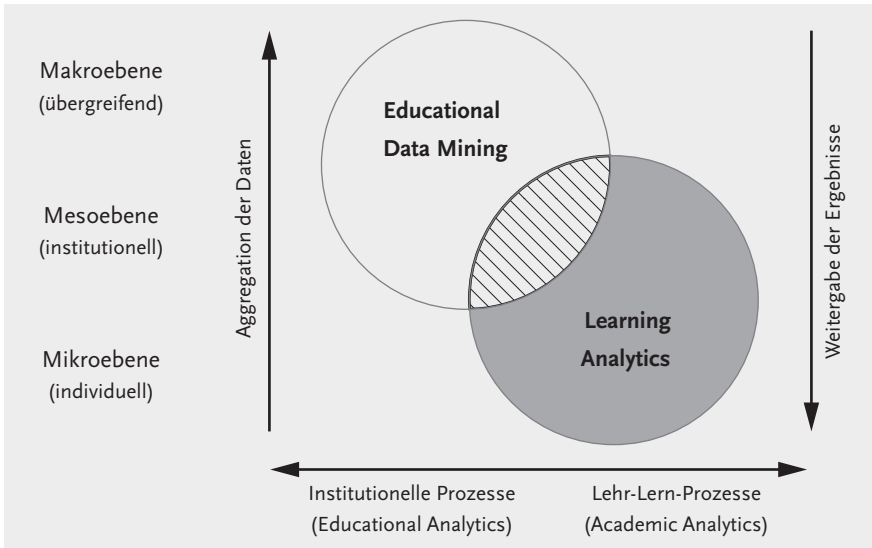 Makroebene
(übergreifend)
Mesoebene
(institutionell)
Mikroebene
(individuell)
Aggregation der Daten
Educational
Data Mining
Learning
Analytics
Weitergabe der Ergebnisse
Institutionelle Prozesse
(Educational Analytics)
Lehr-Lern-Prozesse
(Academic Analytics)